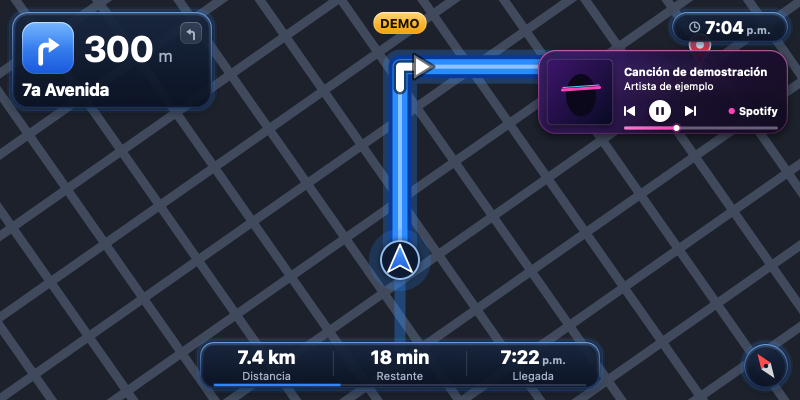 300 m
7a Avenida
DEMO
7:04 p.m.
Canción de demostración
Artista de ejemplo
Spotify
7.4 km
Distancia
18 min
Restante
7:22 p.m.
Llegada